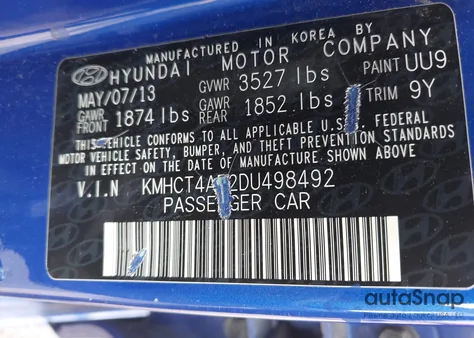 MANUFACTURED IN KOREA BY
HYUNDAI MOTOR COMPANY
MAY/07/13 GVWR 3527 lbs PAINT UU9
GAWR FRONT 1874 lbs GAWR REAR 1852 lbs TRIM 9Y
THIS VEHICLE CONFORMS TO ALL APPLICABLE U.S. FEDERAL
MOTOR VEHICLE SAFETY, BUMPER, AND THEFT PREVENTION STANDARDS
IN EFFECT ON THE DATE OF MANUFACTURE SHOWN ABOVE.
V.I.N
PASSENGER CAR
autoSnap